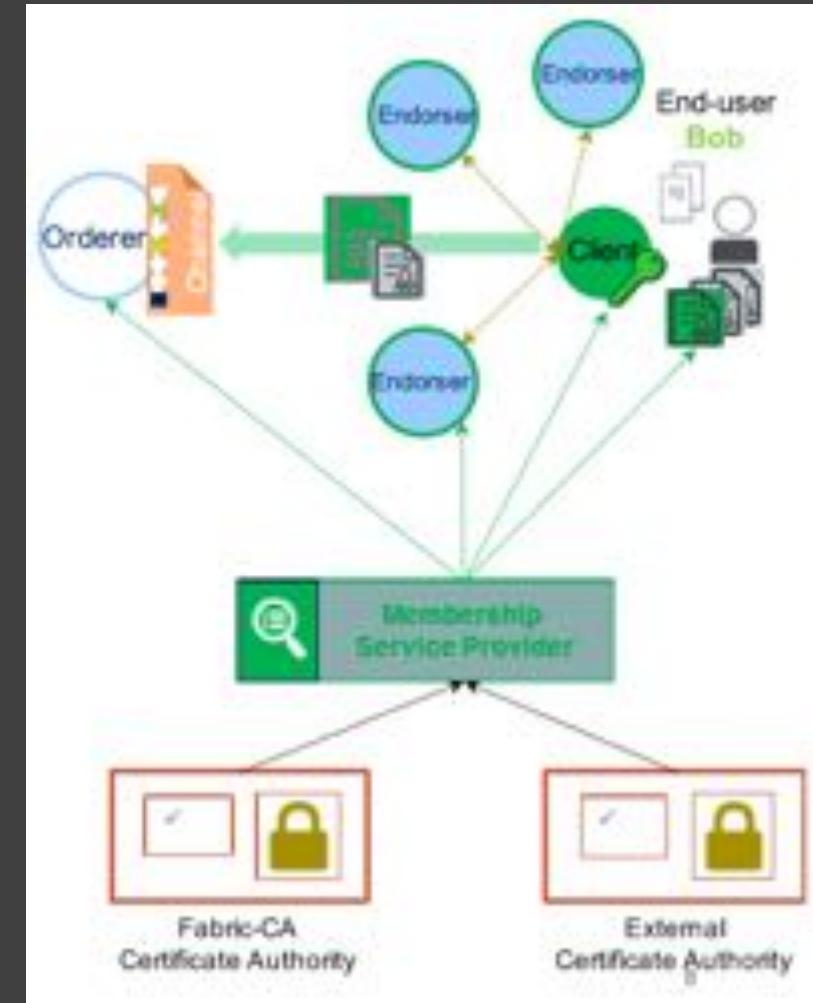 Endorser
Endorser
End-user
Bob
Orderer
Client
Endorser
Membership
Service Provider
Fabric-CA
Certificate Authority
External
Certificate Authority